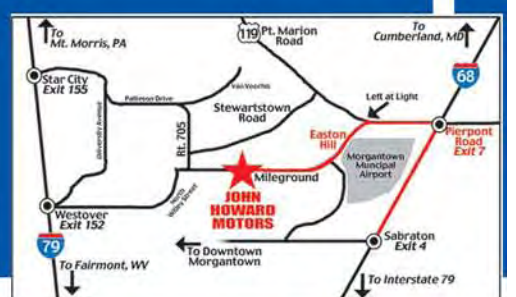 To
Mt. Morris, PA
119
Pt. Marion
Road
To
Cumberland, MD
68
Star City
Exit 155
Patteson Drive
Van Voorhis
Left at Light
University Avenue
Stewartstown
Road
Rt. 705
Easton
Hill
Pierpont
Road
Exit 7
Morgantown
Muncipal
Airport
Mileground
North
Willey Street
JOHN
HOWARD
MOTORS
Westover
Exit 152
79
To Fairmont, WV
To Downtown
Morgantown
Sabraton
Exit 4
To Interstate 79